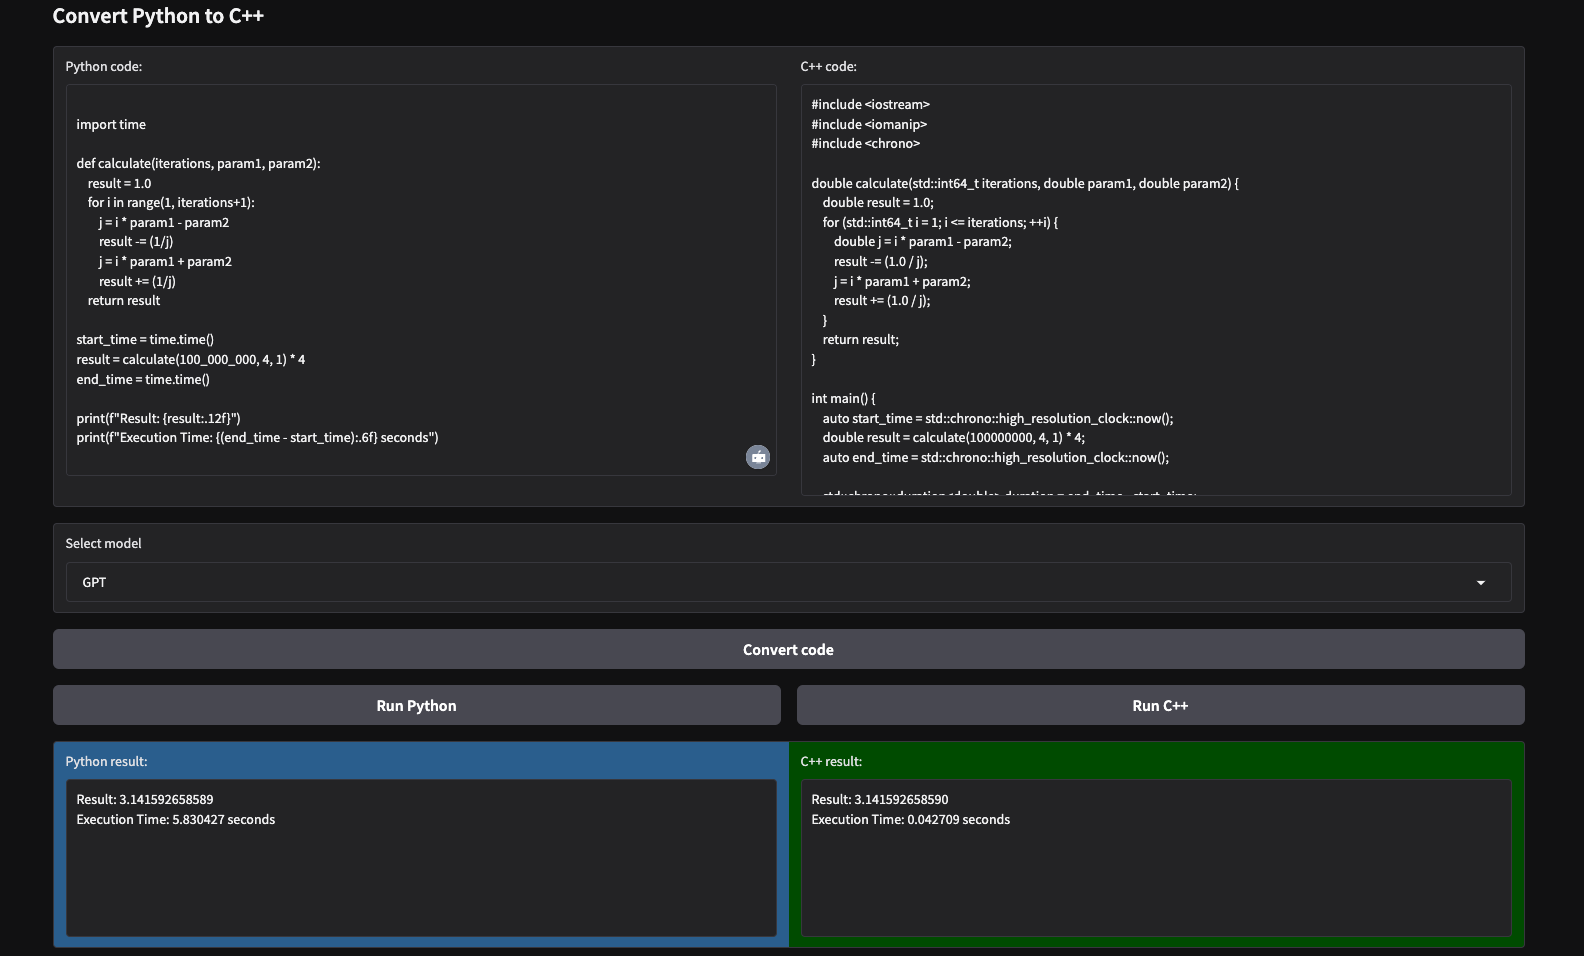 Convert Python to C++
Python code:
import time
def calculate(iterations, param1, param2):
    result = 1.0
    for i in range(1, iterations+1):
        j = i * param1 - param2
        result -= (1/j)
        j = i * param1 + param2
        result += (1/j)
    return result
start_time = time.time()
result = calculate(100_000_000, 4, 1) * 4
end_time = time.time()
print(f"Result: {result:.12f}")
print(f"Execution Time: {(end_time - start_time):.6f} seconds")
C++ code:
#include <iostream>
#include <iomanip>
#include <chrono>
double calculate(std::int64_t iterations, double param1, double param2) {
    double result = 1.0;
    for (std::int64_t i = 1; i <= iterations; ++i) {
        double j = i * param1 - param2;
        result -= (1.0 / j);
        j = i * param1 + param2;
        result += (1.0 / j);
    }
    return result;
}
int main() {
    auto start_time = std::chrono::high_resolution_clock::now();
    double result = calculate(100000000, 4, 1) * 4;
    auto end_time = std::chrono::high_resolution_clock::now();
Select model
GPT
Convert code
Run Python
Run C++
Python result:
Result: 3.141592658589
Execution Time: 5.830427 seconds
C++ result:
Result: 3.141592658590
Execution Time: 0.042709 seconds